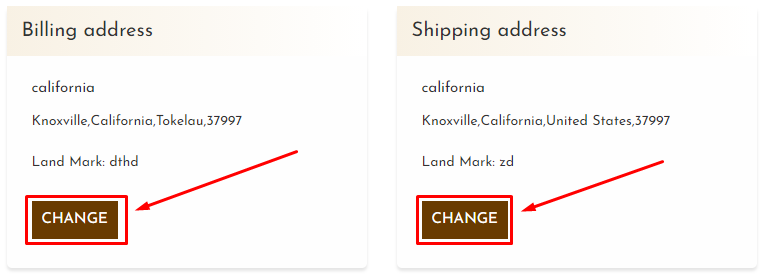 Billing address
california
Knoxville,California,Tokelau,37997
Land Mark: dthd
CHANGE
Shipping address
california
Knoxville,California,United States,37997
Land Mark: zd
CHANGE